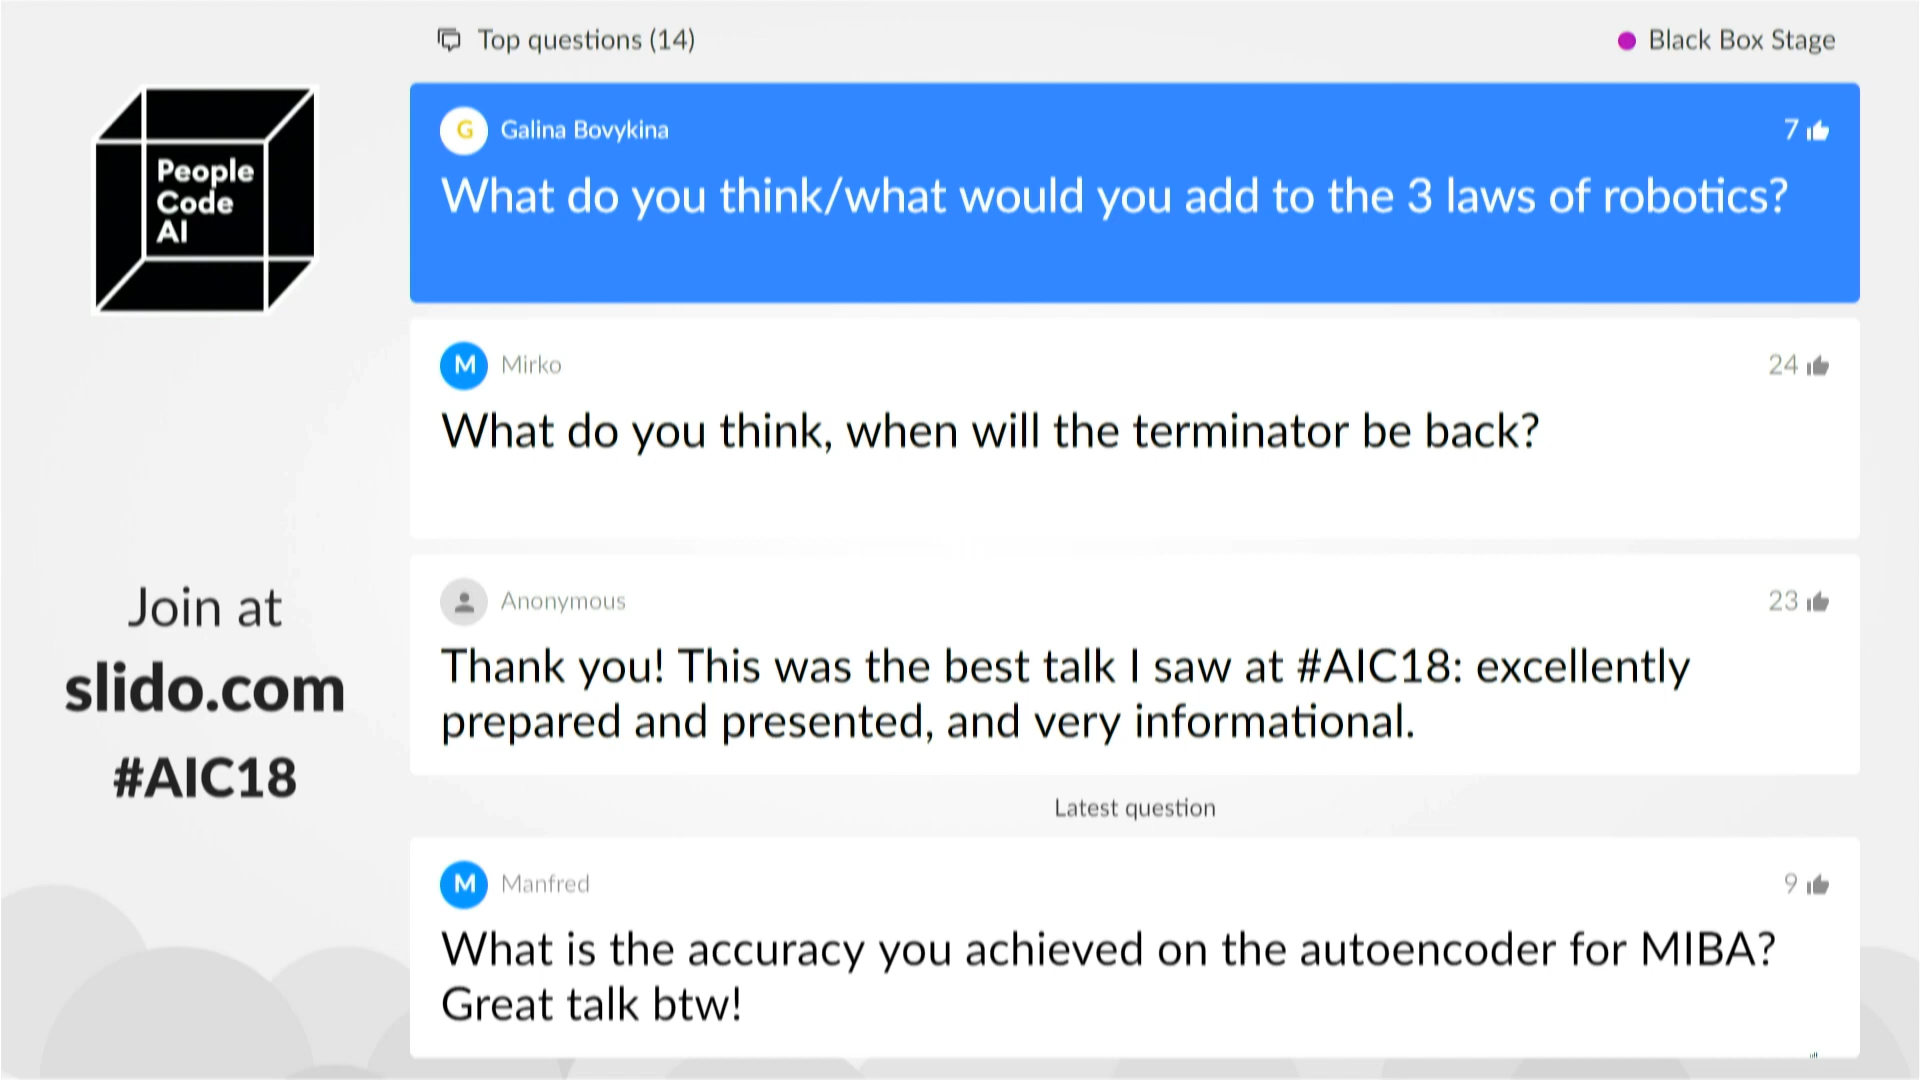 Top questions (14)
Black Box Stage
People
Code
AI
G Galina Bovykina
7
What do you think/what would you add to the 3 laws of robotics?
M Mirko
24
What do you think, when will the terminator be back?
Anonymous
23
Thank you! This was the best talk I saw at #AIC18: excellently
prepared and presented, and very informational.
Join at
slido.com
#AIC18
Latest question
M Manfred
9
What is the accuracy you achieved on the autoencoder for MIBA?
Great talk btw!